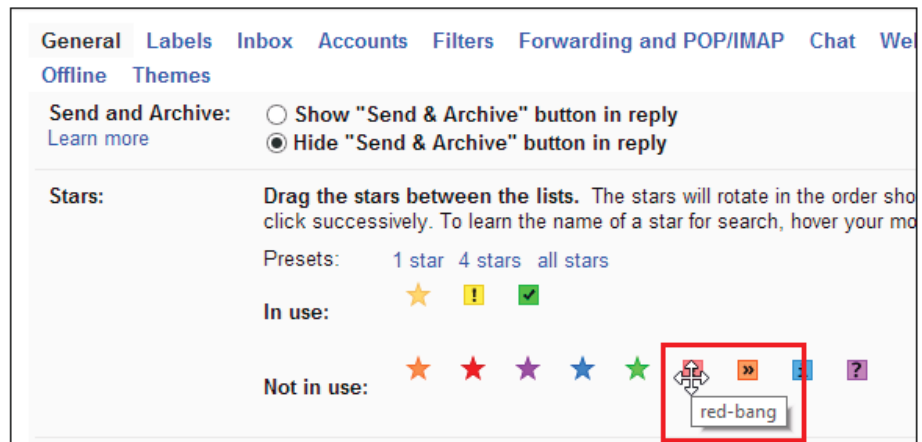 General Labels Inbox Accounts Filters Forwarding and POP/IMAP Chat Wel
Offline Themes
Send and Archive: Show "Send & Archive" button in reply
Learn more Hide "Send & Archive" button in reply
Stars: Drag the stars between the lists. The stars will rotate in the order sho
click successively. To learn the name of a star for search, hover your mo
Presets: 1 star 4 stars all stars
!
In use:
» ?
Not in use:
red-bang